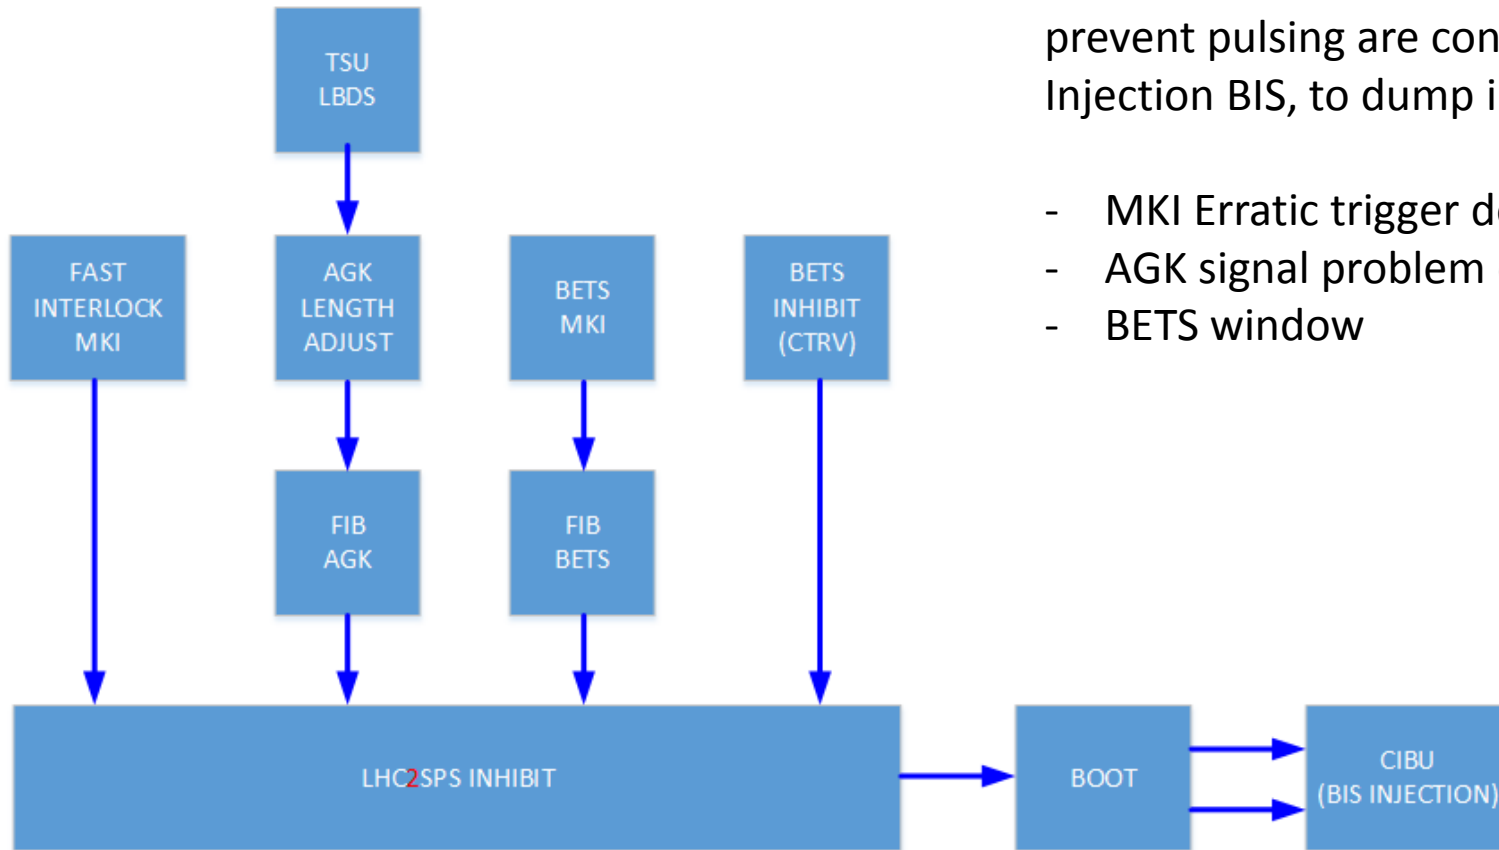 TSU
LBDS
prevent pulsing are
Injection BIS, to dump
- MKI Erratic trigger
- AGK signal problem
- BETS window
FAST
INTERLOCK
MKI
AGK
LENGTH
ADJUST
BETS
MKI
BETS
INHIBIT
(CTRV)
FIB
AGK
FIB
BETS
LHC2SPS INHIBIT
BOOT
CIBU
(BIS INJECTION)